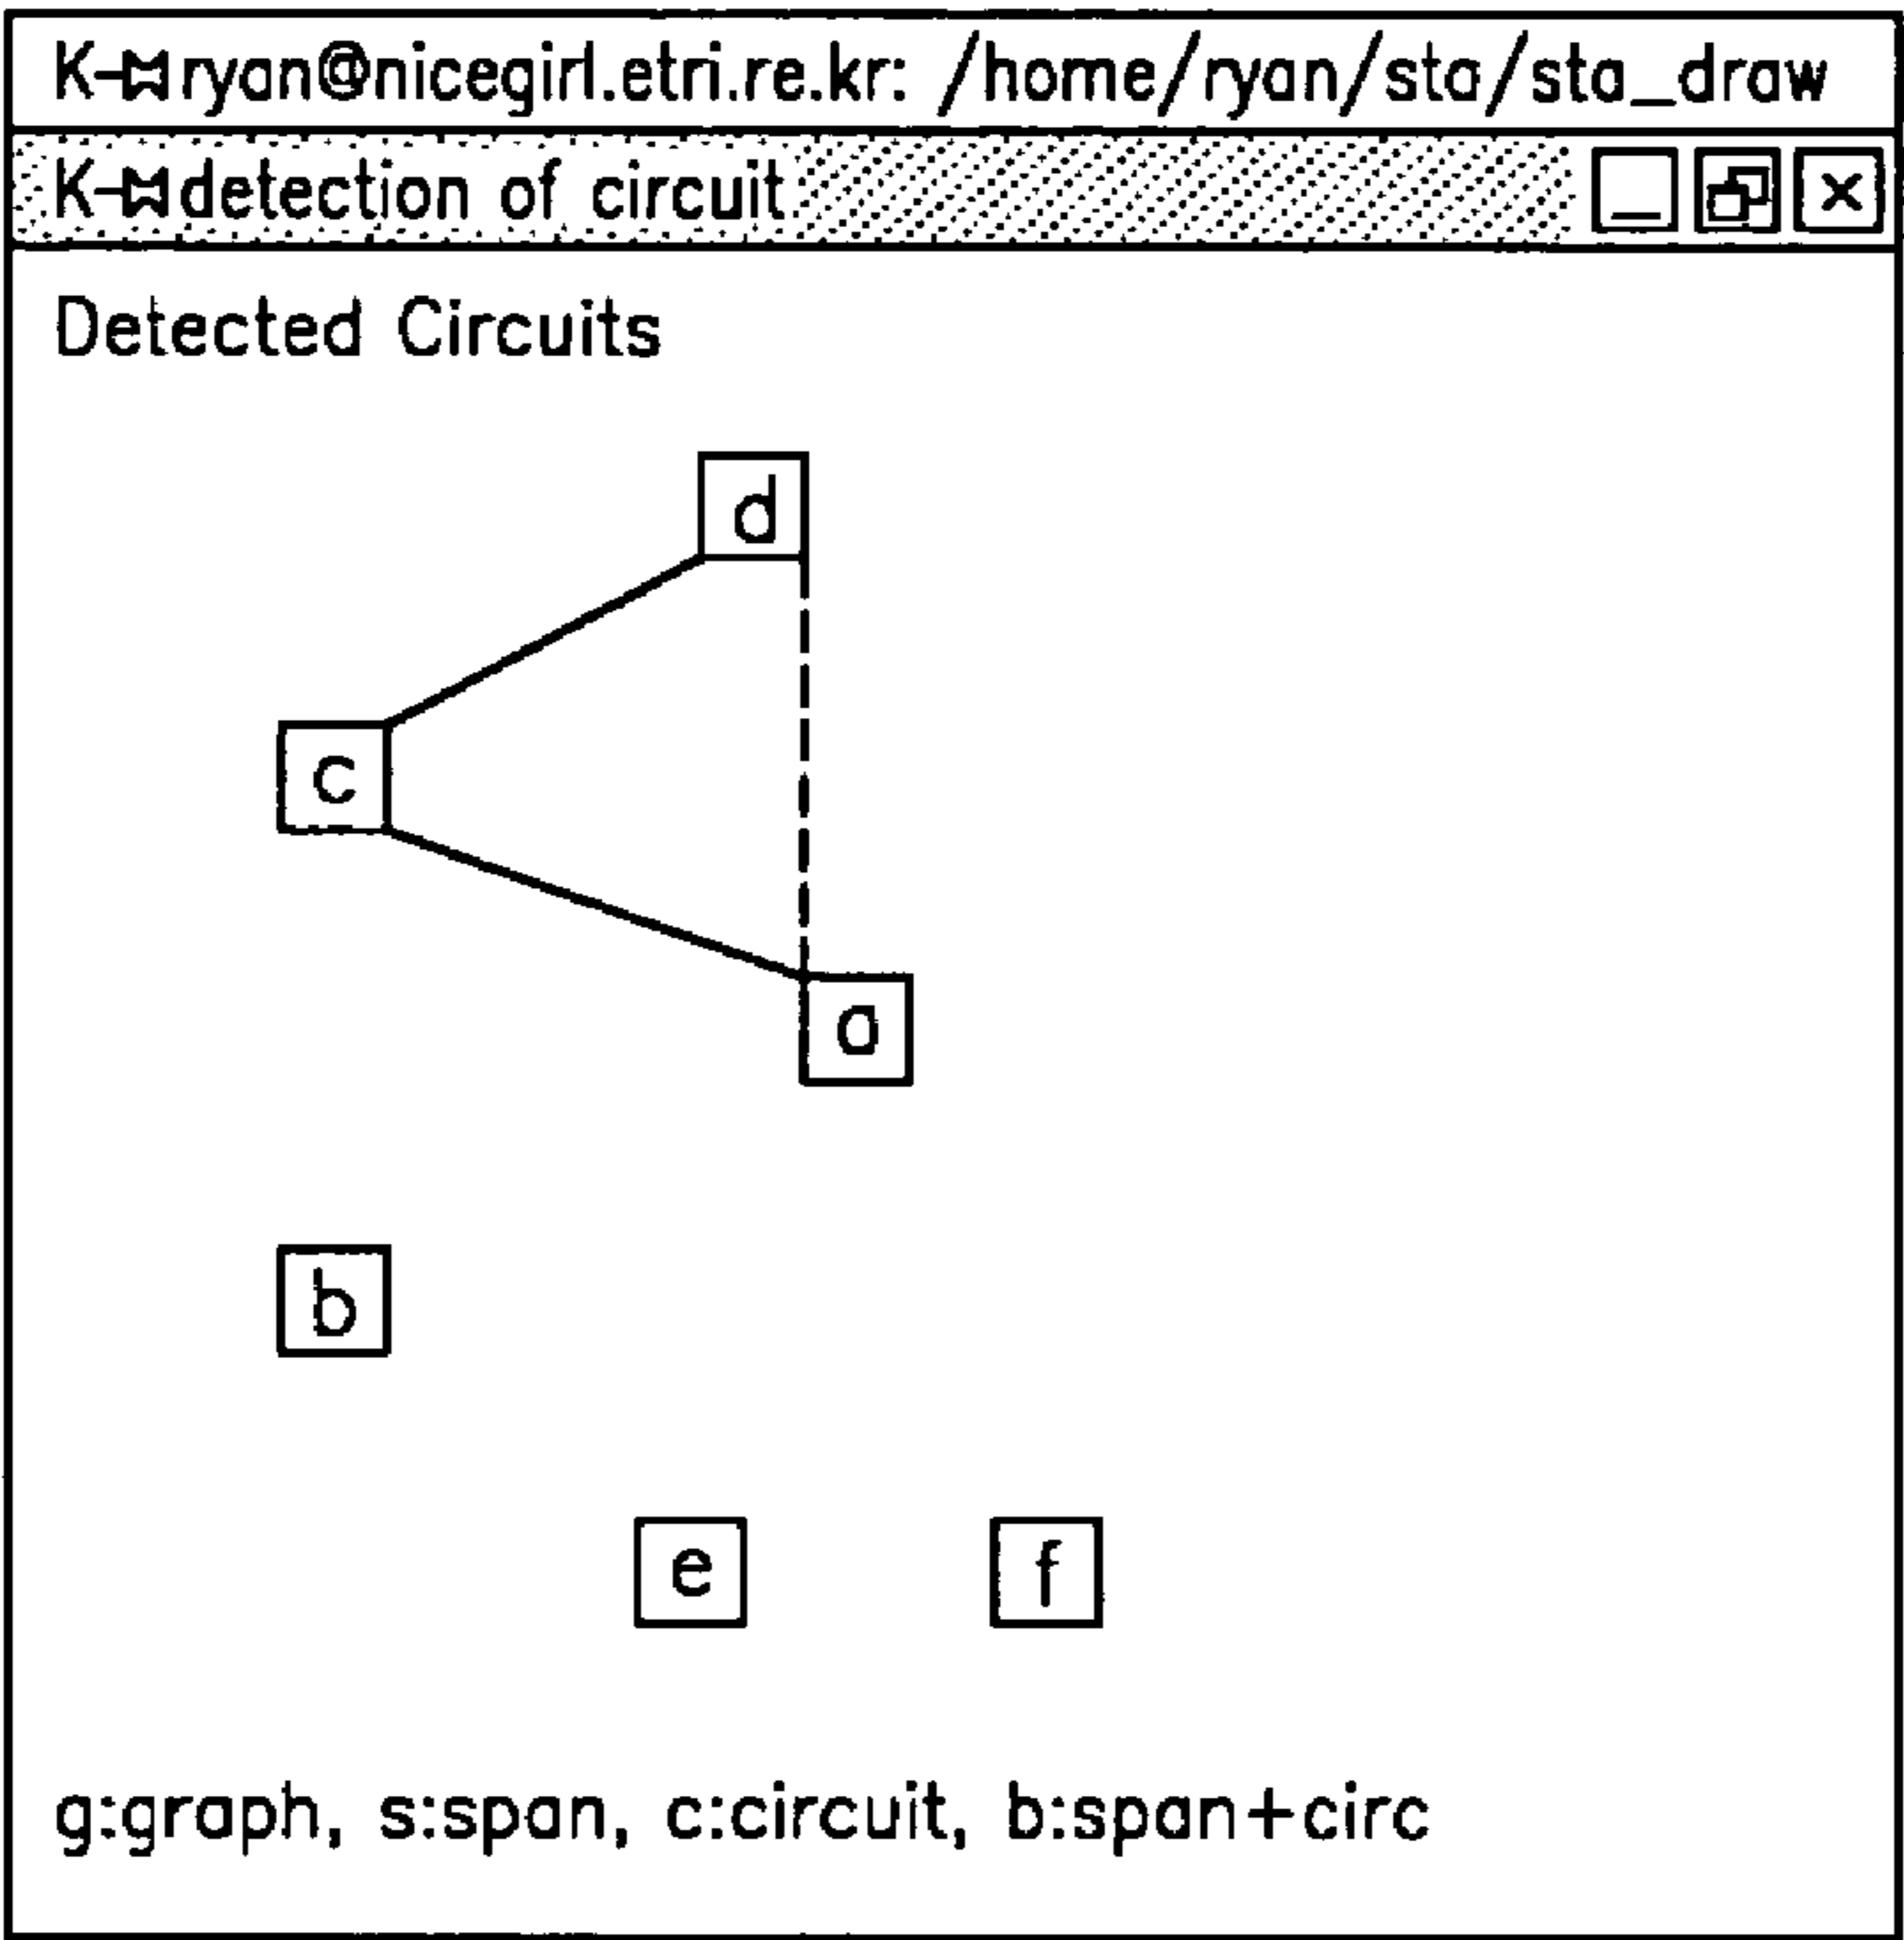 K ryan@nicegirl.etri.re.kr: /home/ryan/sta/sta_draw
K detection of circuit
Detected Circuits
d
c
a
b
e f
g:graph, s:span, c:circuit, b:span+circ